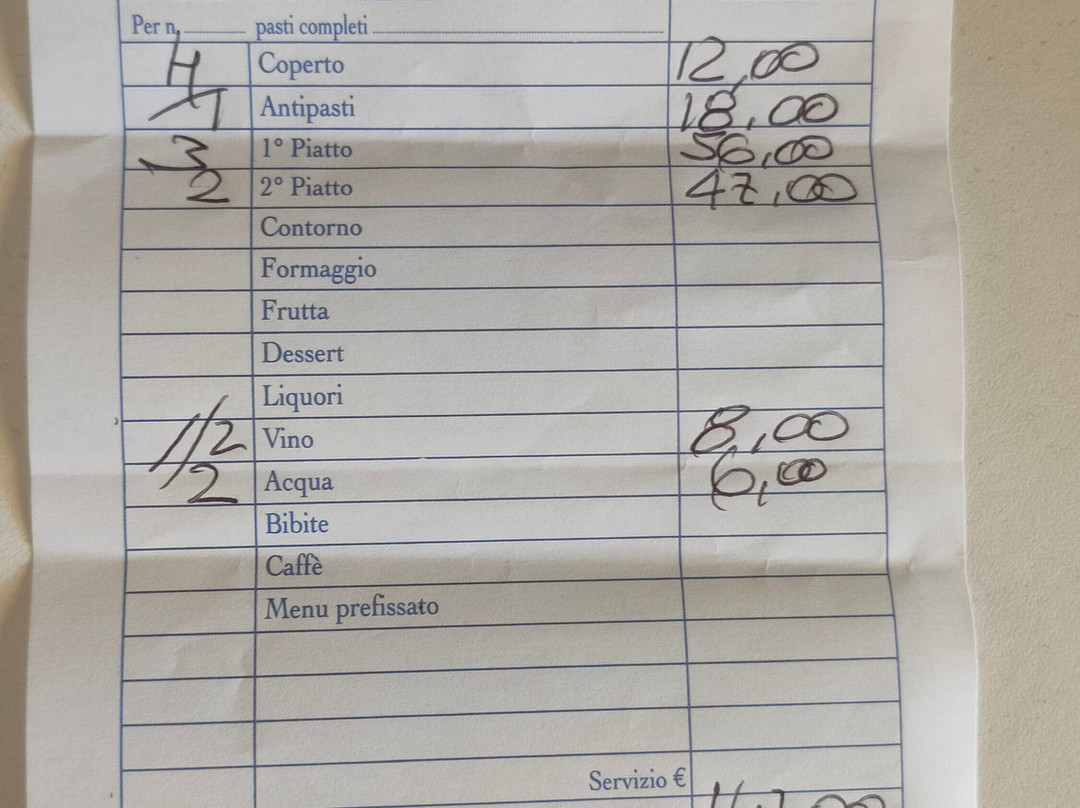 Per n. pasti completi
4 Coperto 12,00
1 Antipasti 18,00
3 1° Piatto 56,00
2 2° Piatto 47,00
Contorno
Formaggio
Frutta
Dessert
Liquori
1/2 Vino 8,00
2 Acqua 6,00
Bibite
Caffè
Menu prefissato
Servizio €